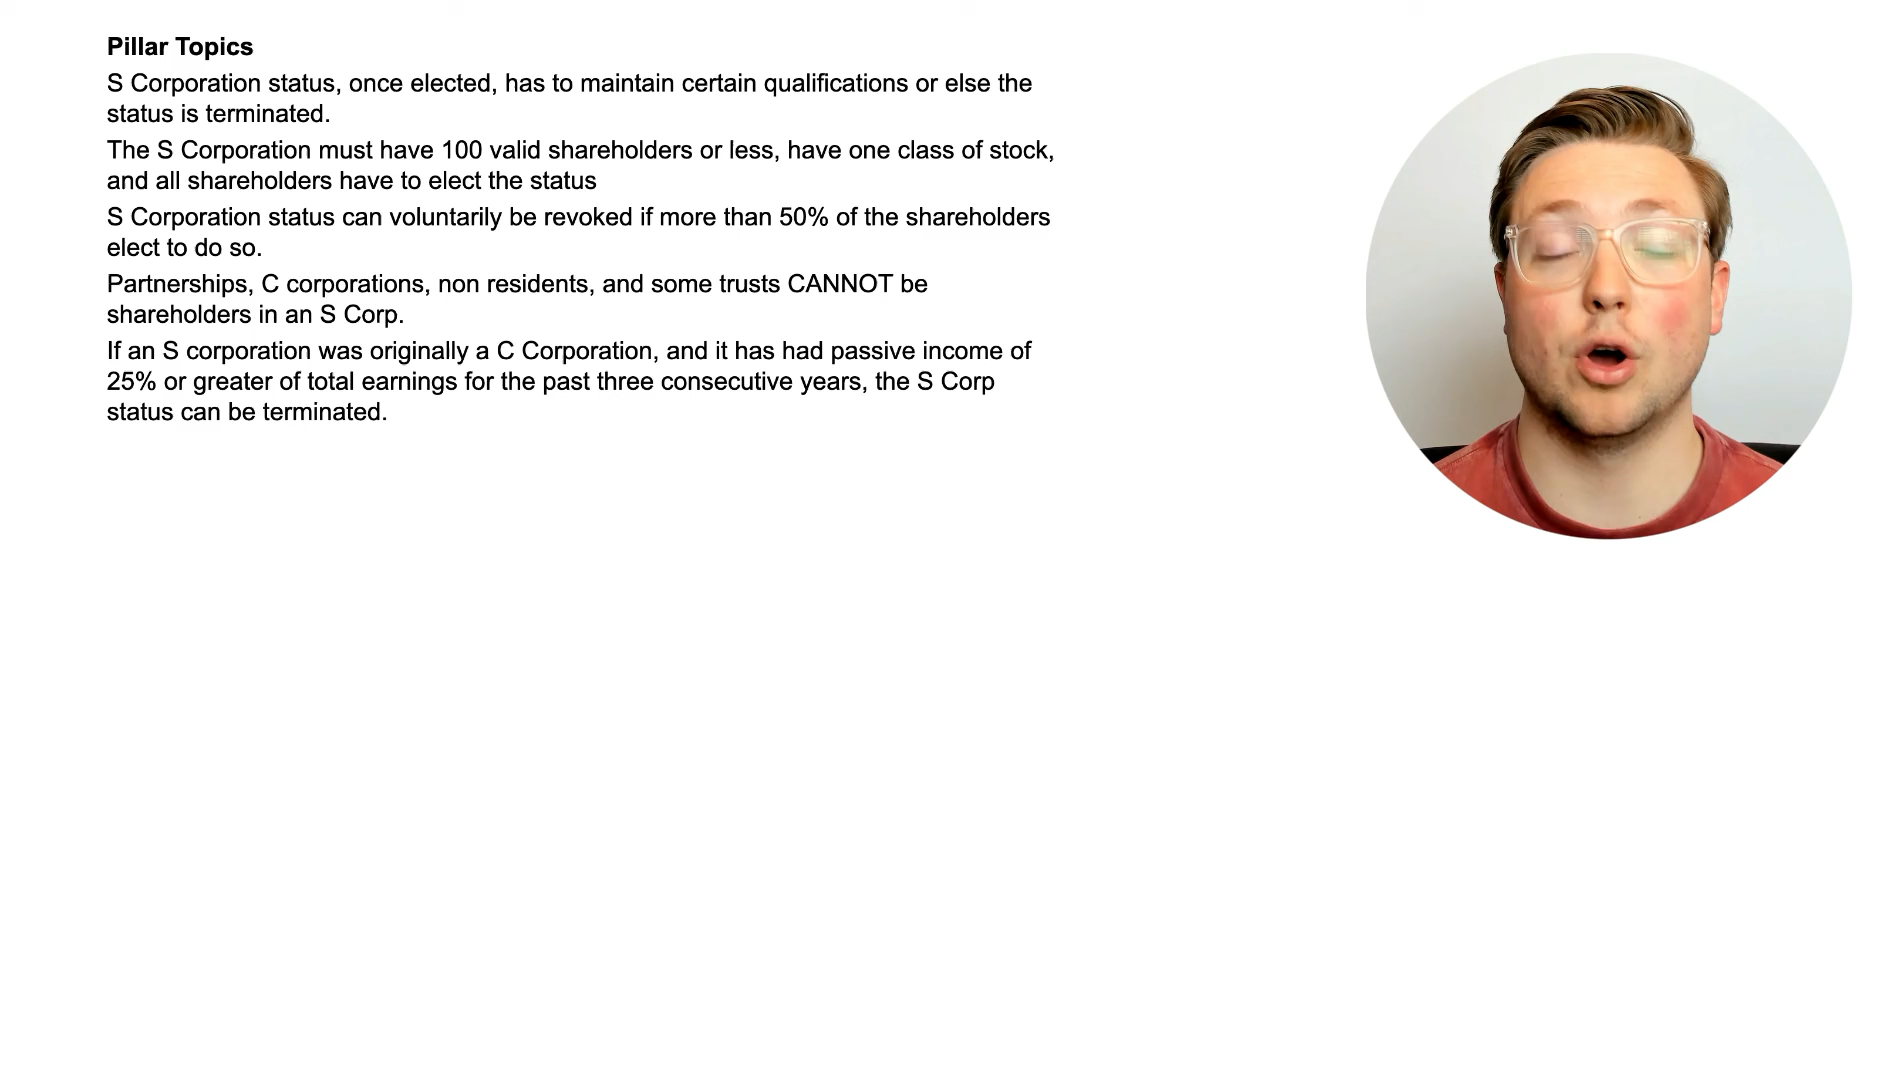 Pillar Topics
S Corporation status, once elected, has to maintain certain qualifications or else the
status is terminated.
The S Corporation must have 100 valid shareholders or less, have one class of stock,
and all shareholders have to elect the status
S Corporation status can voluntarily be revoked if more than 50% of the shareholders
elect to do so.
Partnerships, C corporations, non residents, and some trusts CANNOT be
shareholders in an S Corp.
If an S corporation was originally a C Corporation, and it has had passive income of
25% or greater of total earnings for the past three consecutive years, the S Corp
status can be terminated.